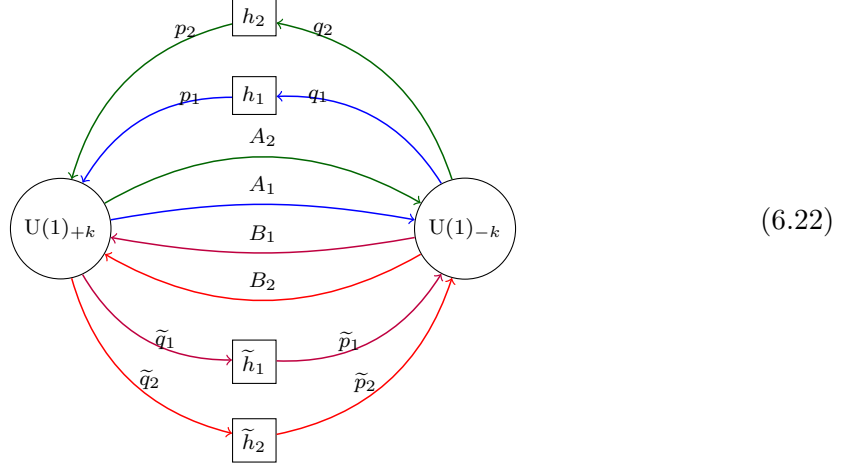 h₂
p₂ q₂
h₁
p₁ q₁
A₂
A₁
U(1)₊ₖ U(1)₋ₖ (6.22)
B₁
B₂
q̃₁ p̃₁
h̃₁
q̃₂ p̃₂
h̃₂